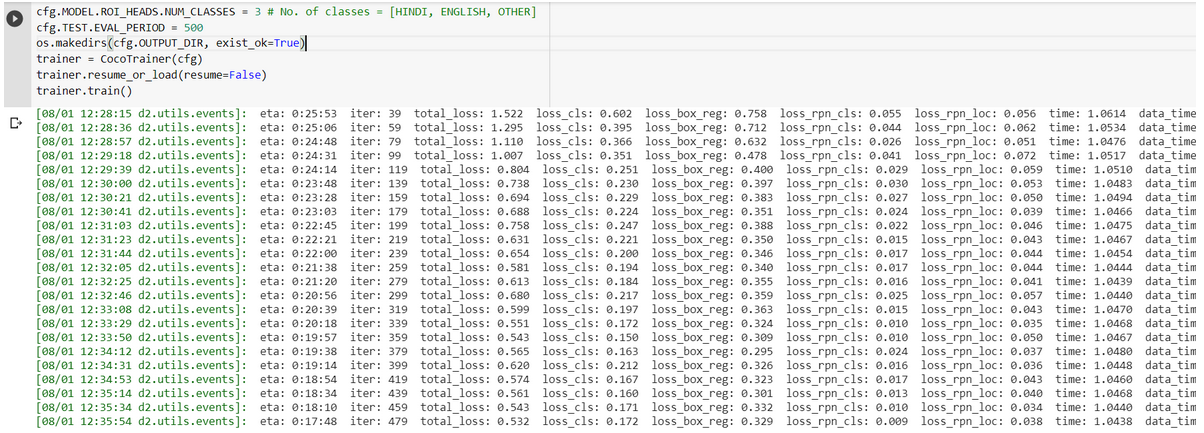 cfg.MODEL.ROI_HEADS.NUM_CLASSES = 3 # No. of classes = [HINDI, ENGLISH, OTHER]
cfg.TEST.EVAL_PERIOD = 500
os.makedirs(cfg.OUTPUT_DIR, exist_ok=True)
trainer = CocoTrainer(cfg)
trainer.resume_or_load(resume=False)
trainer.train()
[08/01 12:28:15 d2.utils.events]: eta: 0:25:53 iter: 39 total_loss: 1.522 loss_cls: 0.602 loss_box_reg: 0.758 loss_rpn_cls: 0.055 loss_rpn_loc: 0.056 time: 1.0614 data_time
[08/01 12:28:36 d2.utils.events]: eta: 0:25:06 iter: 59 total_loss: 1.295 loss_cls: 0.395 loss_box_reg: 0.712 loss_rpn_cls: 0.044 loss_rpn_loc: 0.062 time: 1.0534 data_time
[08/01 12:28:57 d2.utils.events]: eta: 0:24:48 iter: 79 total_loss: 1.110 loss_cls: 0.366 loss_box_reg: 0.632 loss_rpn_cls: 0.026 loss_rpn_loc: 0.051 time: 1.0476 data_time
[08/01 12:29:18 d2.utils.events]: eta: 0:24:31 iter: 99 total_loss: 1.007 loss_cls: 0.351 loss_box_reg: 0.478 loss_rpn_cls: 0.041 loss_rpn_loc: 0.072 time: 1.0517 data_time
[08/01 12:29:39 d2.utils.events]: eta: 0:24:14 iter: 119 total_loss: 0.804 loss_cls: 0.251 loss_box_reg: 0.400 loss_rpn_cls: 0.029 loss_rpn_loc: 0.059 time: 1.0510 data_tim
[08/01 12:30:00 d2.utils.events]: eta: 0:23:48 iter: 139 total_loss: 0.738 loss_cls: 0.230 loss_box_reg: 0.397 loss_rpn_cls: 0.030 loss_rpn_loc: 0.053 time: 1.0483 data_tim
[08/01 12:30:21 d2.utils.events]: eta: 0:23:28 iter: 159 total_loss: 0.694 loss_cls: 0.229 loss_box_reg: 0.383 loss_rpn_cls: 0.027 loss_rpn_loc: 0.050 time: 1.0494 data_tim
[08/01 12:30:41 d2.utils.events]: eta: 0:23:03 iter: 179 total_loss: 0.688 loss_cls: 0.224 loss_box_reg: 0.351 loss_rpn_cls: 0.024 loss_rpn_loc: 0.039 time: 1.0466 data_tim
[08/01 12:31:03 d2.utils.events]: eta: 0:22:45 iter: 199 total_loss: 0.758 loss_cls: 0.247 loss_box_reg: 0.388 loss_rpn_cls: 0.022 loss_rpn_loc: 0.046 time: 1.0475 data_tim
[08/01 12:31:23 d2.utils.events]: eta: 0:22:21 iter: 219 total_loss: 0.631 loss_cls: 0.221 loss_box_reg: 0.350 loss_rpn_cls: 0.015 loss_rpn_loc: 0.043 time: 1.0467 data_tim
[08/01 12:31:44 d2.utils.events]: eta: 0:22:00 iter: 239 total_loss: 0.654 loss_cls: 0.200 loss_box_reg: 0.346 loss_rpn_cls: 0.017 loss_rpn_loc: 0.044 time: 1.0454 data_tim
[08/01 12:32:05 d2.utils.events]: eta: 0:21:38 iter: 259 total_loss: 0.581 loss_cls: 0.194 loss_box_reg: 0.340 loss_rpn_cls: 0.017 loss_rpn_loc: 0.044 time: 1.0444 data_tim
[08/01 12:32:25 d2.utils.events]: eta: 0:21:20 iter: 279 total_loss: 0.613 loss_cls: 0.184 loss_box_reg: 0.355 loss_rpn_cls: 0.016 loss_rpn_loc: 0.041 time: 1.0439 data_tim
[08/01 12:32:46 d2.utils.events]: eta: 0:20:56 iter: 299 total_loss: 0.680 loss_cls: 0.217 loss_box_reg: 0.359 loss_rpn_cls: 0.025 loss_rpn_loc: 0.057 time: 1.0440 data_tim
[08/01 12:33:08 d2.utils.events]: eta: 0:20:39 iter: 319 total_loss: 0.599 loss_cls: 0.197 loss_box_reg: 0.363 loss_rpn_cls: 0.015 loss_rpn_loc: 0.043 time: 1.0470 data_tim
[08/01 12:33:29 d2.utils.events]: eta: 0:20:18 iter: 339 total_loss: 0.551 loss_cls: 0.172 loss_box_reg: 0.324 loss_rpn_cls: 0.010 loss_rpn_loc: 0.035 time: 1.0468 data_tim
[08/01 12:33:50 d2.utils.events]: eta: 0:19:57 iter: 359 total_loss: 0.543 loss_cls: 0.150 loss_box_reg: 0.309 loss_rpn_cls: 0.010 loss_rpn_loc: 0.050 time: 1.0467 data_tim
[08/01 12:34:12 d2.utils.events]: eta: 0:19:38 iter: 379 total_loss: 0.565 loss_cls: 0.163 loss_box_reg: 0.295 loss_rpn_cls: 0.024 loss_rpn_loc: 0.037 time: 1.0480 data_tim
[08/01 12:34:31 d2.utils.events]: eta: 0:19:14 iter: 399 total_loss: 0.620 loss_cls: 0.212 loss_box_reg: 0.326 loss_rpn_cls: 0.016 loss_rpn_loc: 0.036 time: 1.0448 data_tim
[08/01 12:34:53 d2.utils.events]: eta: 0:18:54 iter: 419 total_loss: 0.574 loss_cls: 0.167 loss_box_reg: 0.323 loss_rpn_cls: 0.017 loss_rpn_loc: 0.043 time: 1.0460 data_tim
[08/01 12:35:14 d2.utils.events]: eta: 0:18:34 iter: 439 total_loss: 0.561 loss_cls: 0.160 loss_box_reg: 0.301 loss_rpn_cls: 0.013 loss_rpn_loc: 0.040 time: 1.0468 data_tim
[08/01 12:35:34 d2.utils.events]: eta: 0:18:10 iter: 459 total_loss: 0.543 loss_cls: 0.171 loss_box_reg: 0.332 loss_rpn_cls: 0.010 loss_rpn_loc: 0.034 time: 1.0440 data_tim
[08/01 12:35:54 d2.utils.events]: eta: 0:17:48 iter: 479 total_loss: 0.532 loss_cls: 0.172 loss_box_reg: 0.329 loss_rpn_cls: 0.009 loss_rpn_loc: 0.038 time: 1.0438 data_tim